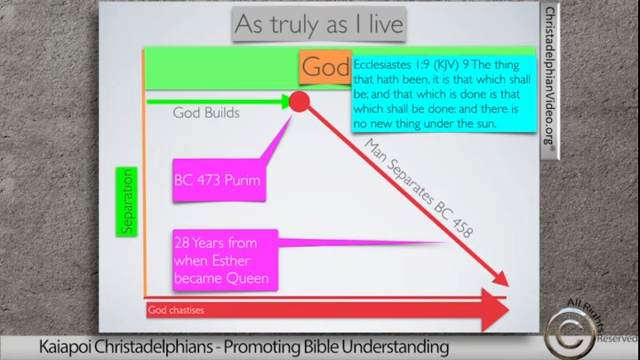 As truly as I live
God
Ecclesiastes 1:9 (KJV) 9 The thing
that hath been, it is that which shall
be; and that which is done is that
which shall be done: and there is
no new thing under the sun.
ChristadelphianVideo.org®
God Builds
Man Separates BC 458
BC 473 Purim
Separation
28 Years from
when Esther
became Queen
God chastises
All Rights
Reserved
Kaiapoi Christadelphians - Promoting Bible Understanding